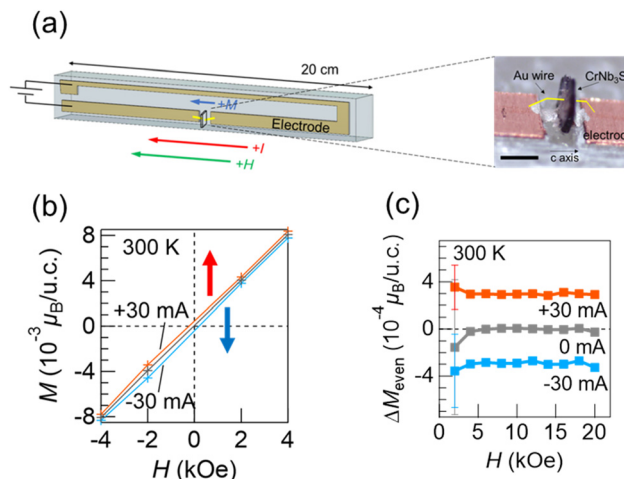 (a)
20 cm
+M
Electrode
+I
+H
Au wire
CrNb₃S
electrod
c axis
(b)
300 K
M (10⁻³ μB/u.c.)
8
4
0
-4
-8
+30 mA
-30 mA
-4
-2
0
2
4
H (kOe)
(c)
300 K
ΔMeven (10⁻⁴ μB/u.c.)
4
0
-4
+30 mA
0 mA
-30 mA
0
5
10
15
20
H (kOe)